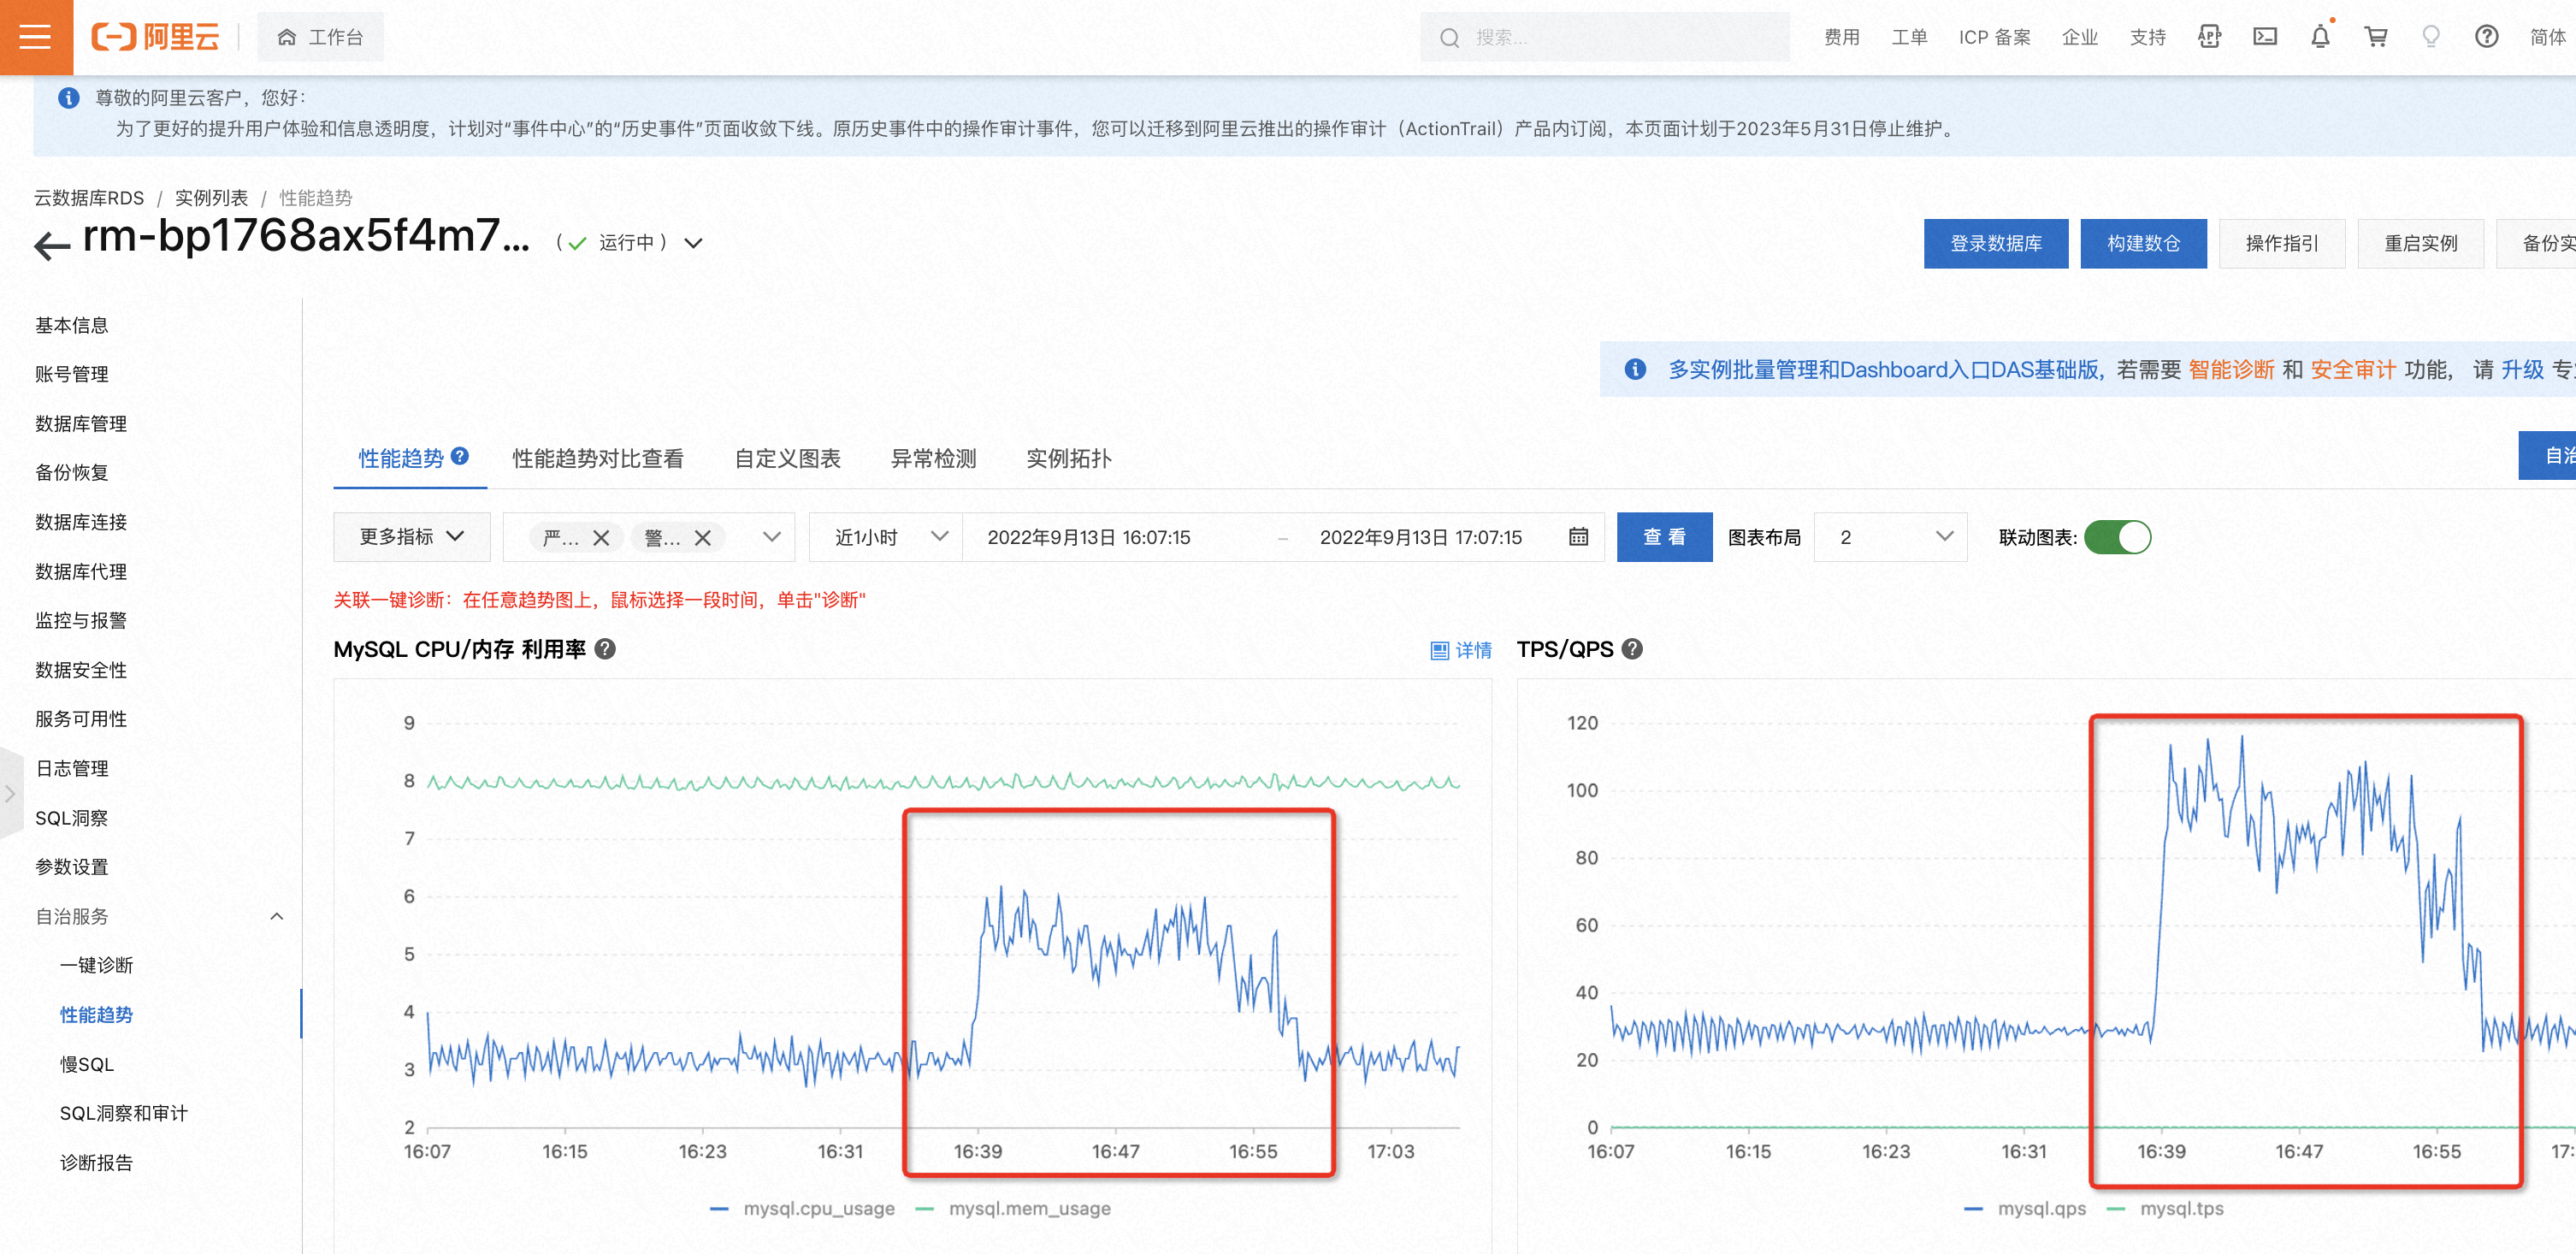 阿里云
工作台
搜索...
费用 工单 ICP 备案 企业 支持 简体
尊敬的阿里云客户，您好：
为了更好的提升用户体验和信息透明度，计划对“事件中心”的“历史事件”页面收敛下线。原历史事件中的操作审计事件，您可以迁移到阿里云推出的操作审计（ActionTrail）产品内订阅，本页面计划于2023年5月31日停止维护。
云数据库RDS / 实例列表 / 性能趋势
rm-bp1768ax5f4m7... （ 运行中 ）
登录数据库 构建数仓 操作指引 重启实例 备份实
基本信息
账号管理
数据库管理
备份恢复
数据库连接
数据库代理
监控与报警
数据安全性
服务可用性
日志管理
SQL洞察
参数设置
自治服务
一键诊断
性能趋势
慢SQL
SQL洞察和审计
诊断报告
多实例批量管理和Dashboard入口DAS基础版，若需要 智能诊断 和 安全审计 功能， 请 升级 专
性能趋势 性能趋势对比查看 自定义图表 异常检测 实例拓扑
自治
更多指标 严... 警... 近1小时 2022年9月13日 16:07:15 – 2022年9月13日 17:07:15 查看 图表布局 2 联动图表:
关联一键诊断：在任意趋势图上，鼠标选择一段时间，单击"诊断"
MySQL CPU/内存 利用率
详情
9
8
7
6
5
4
3
2
16:07 16:15 16:23 16:31 16:39 16:47 16:55 17:03
mysql.cpu_usage mysql.mem_usage
TPS/QPS
120
100
80
60
40
20
0
16:07 16:15 16:23 16:31 16:39 16:47 16:55 17:
mysql.qps mysql.tps